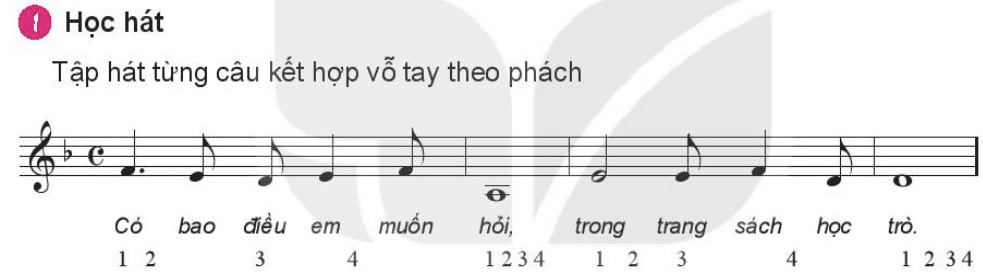 1 Học hát
Tập hát từng câu kết hợp vỗ tay theo phách
Có bao điều em muốn hỏi, trong trang sách học trò.
1 2 3 4 1 2 3 4 1 2 3 4 1 2 3 4